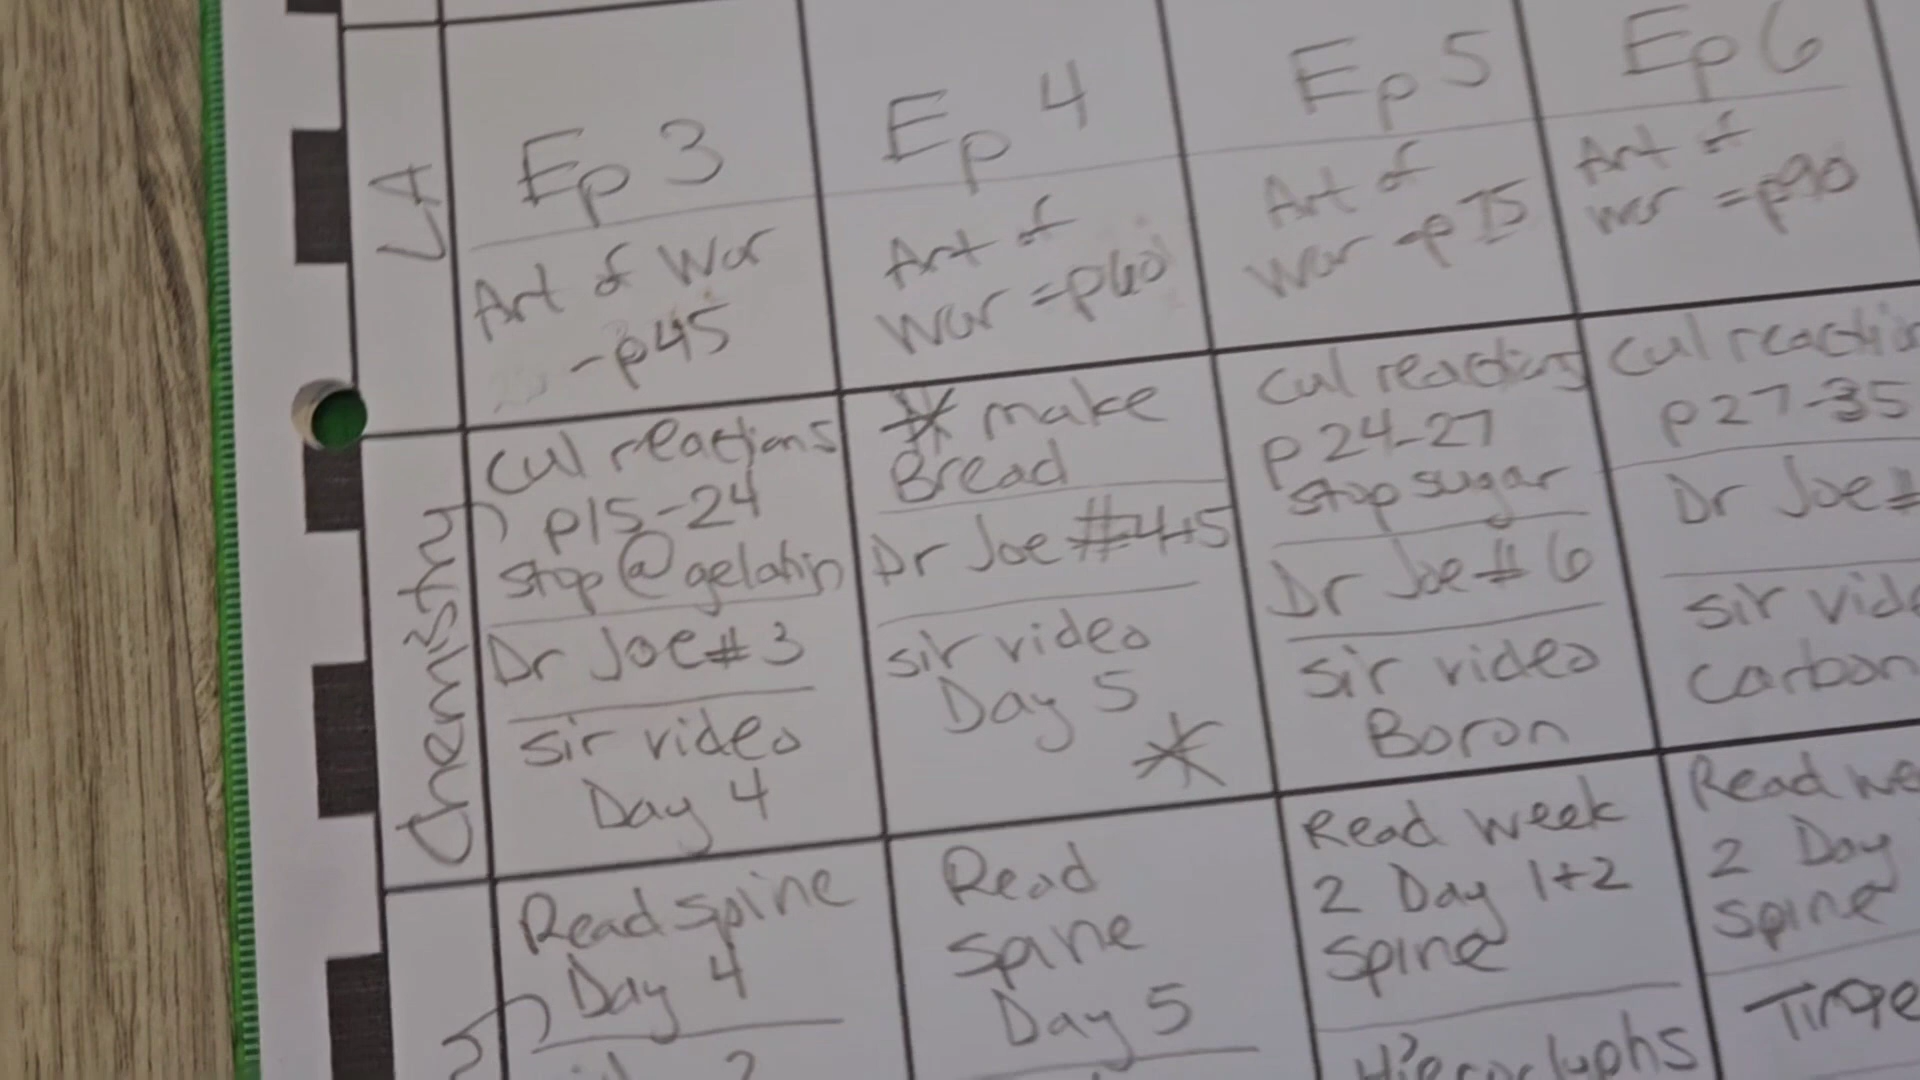 LA
Ep 3
Art of War
-p45
Ep 4
Art of
War =p60
Ep 5
Art of
War =p75
Ep 6
Art of
War =p90
Chemistry
Cul reactions
p15-24
stop @ gelatin
Dr Joe #3
sir video
Day 4
* make
Bread
Dr Joe #4+5
sir video
Day 5
*
Cul reactions
p24-27
stop sugar
Dr Joe # 6
sir video
Boron
Cul reactio
p27-35
Dr Joe #
sir vide
Carbon
Read spine
Day 4
Read
Spine
Day 5
Read week
2 Day 1+2
Spine
Hieroglyphs
Read we
2 Day
Spine
Time